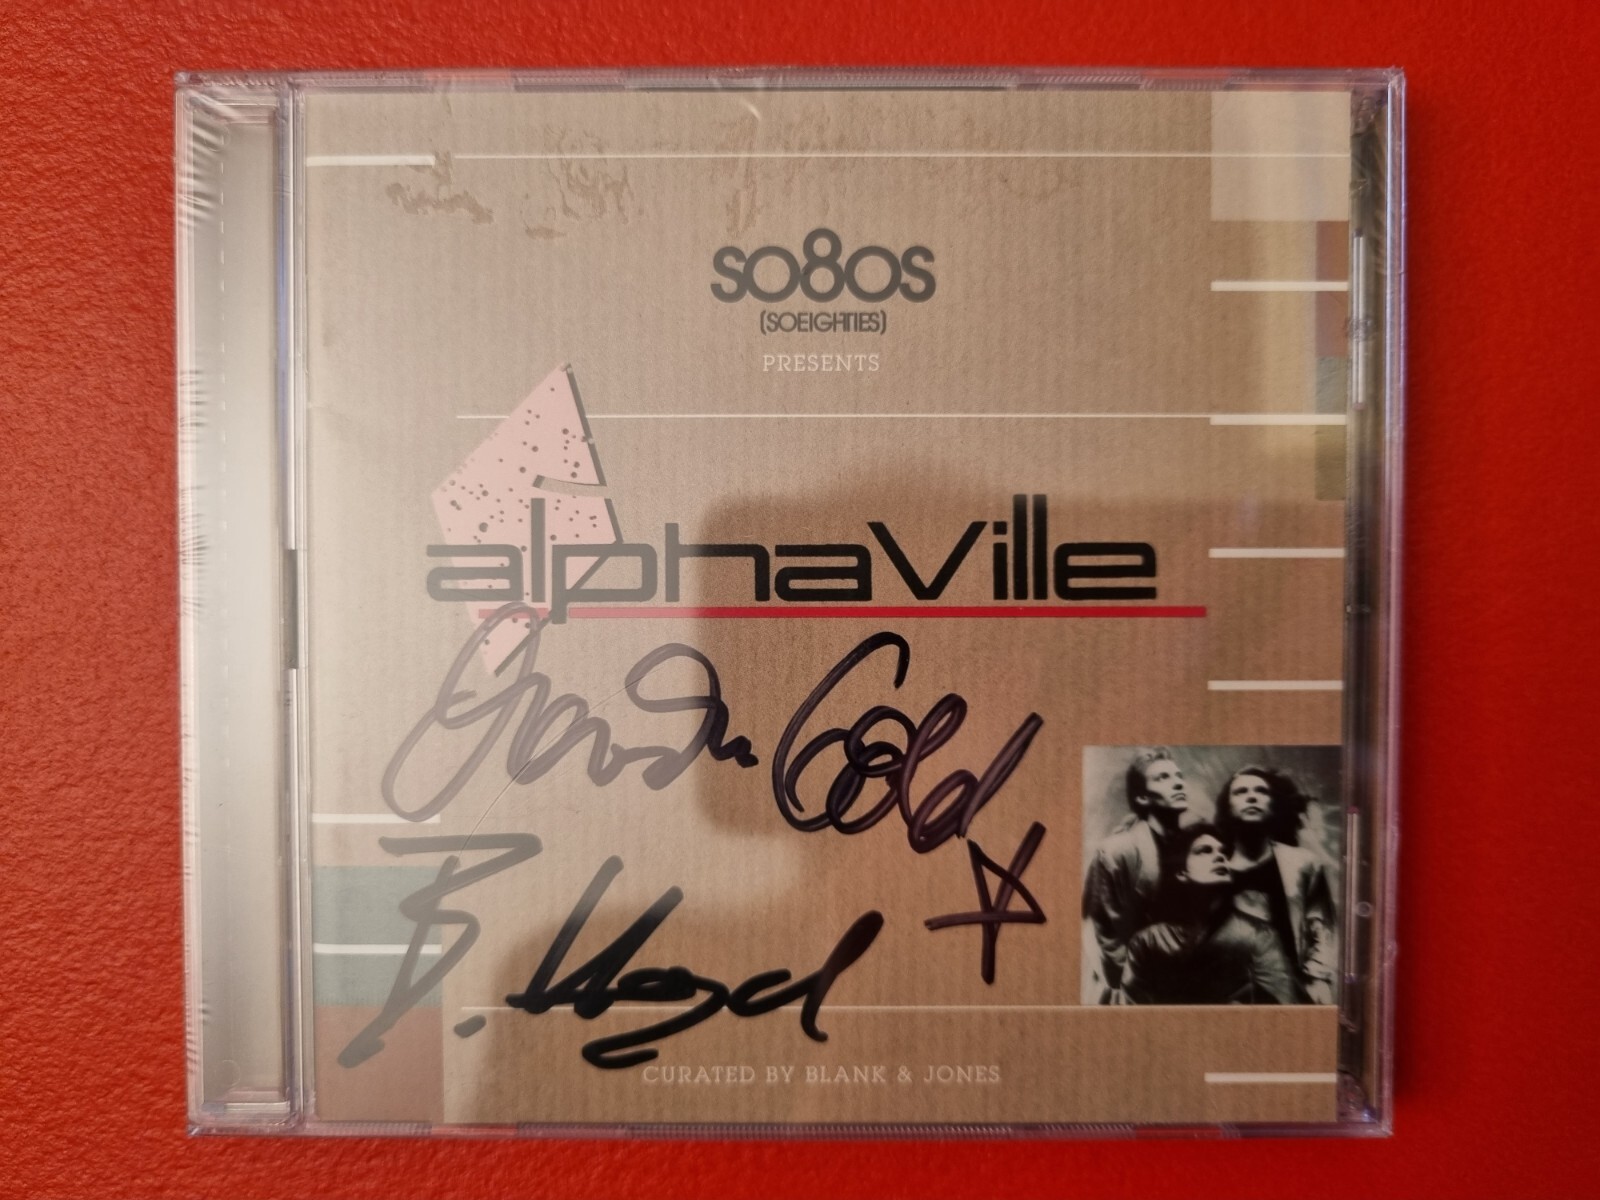 so8os
(SOEIGHTIES)
PRESENTS
alphaville
Gold
B. Lloyd
CURATED BY BLANK & JONES